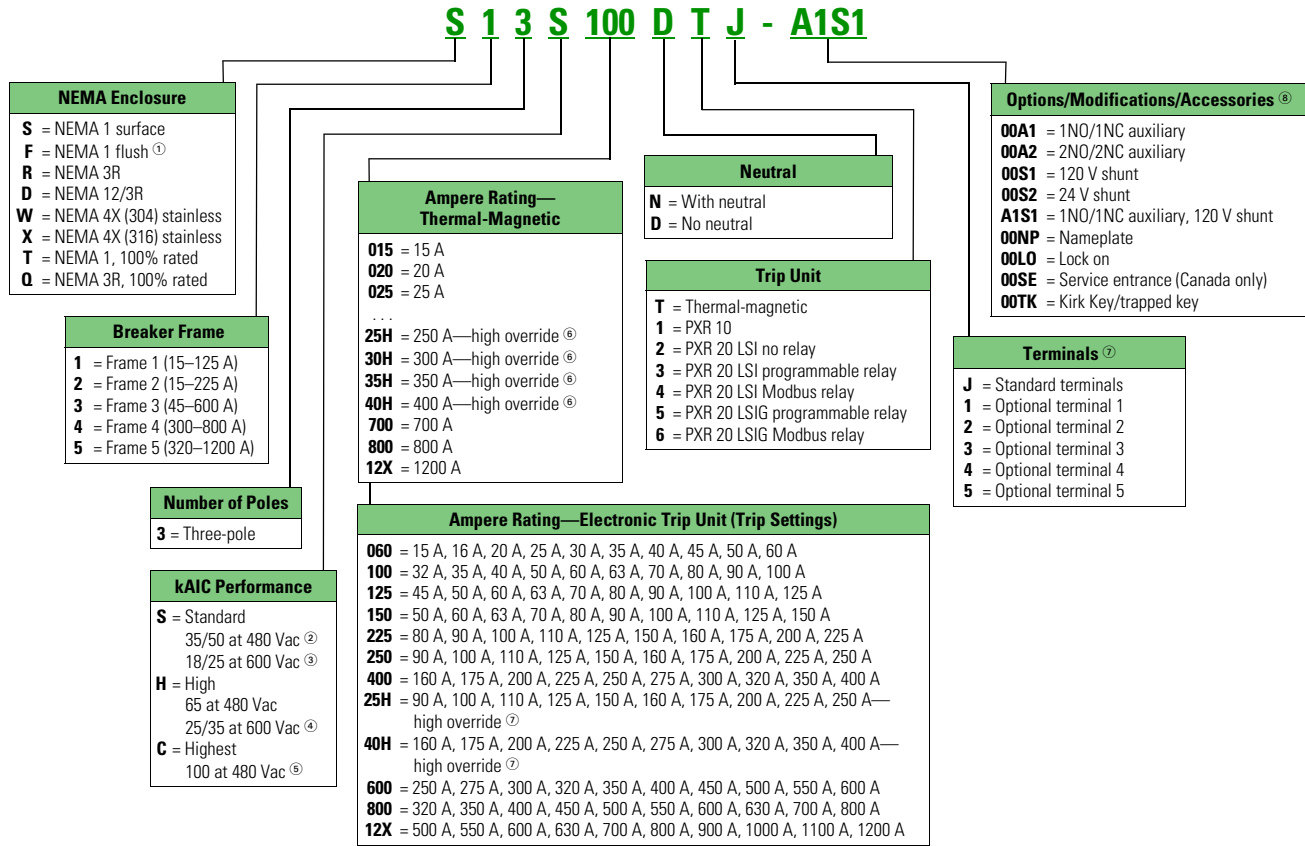 S 1 3 S 100 D T J - A1S1
NEMA Enclosure
S = NEMA 1 surface
F = NEMA 1 flush ①
R = NEMA 3R
D = NEMA 12/3R
W = NEMA 4X (304) stainless
X = NEMA 4X (316) stainless
T = NEMA 1, 100% rated
Q = NEMA 3R, 100% rated
Breaker Frame
1 = Frame 1 (15–125 A)
2 = Frame 2 (15–225 A)
3 = Frame 3 (45–600 A)
4 = Frame 4 (300–800 A)
5 = Frame 5 (320–1200 A)
Number of Poles
3 = Three-pole
kAIC Performance
S = Standard
35/50 at 480 Vac ②
18/25 at 600 Vac ③
H = High
65 at 480 Vac
25/35 at 600 Vac ④
C = Highest
100 at 480 Vac ⑤
Ampere Rating—
Thermal-Magnetic
015 = 15 A
020 = 20 A
025 = 25 A
. . .
25H = 250 A—high override ⑥
30H = 300 A—high override ⑥
35H = 350 A—high override ⑥
40H = 400 A—high override ⑥
700 = 700 A
800 = 800 A
12X = 1200 A
Ampere Rating—Electronic Trip Unit (Trip Settings)
060 = 15 A, 16 A, 20 A, 25 A, 30 A, 35 A, 40 A, 45 A, 50 A, 60 A
100 = 32 A, 35 A, 40 A, 50 A, 60 A, 63 A, 70 A, 80 A, 90 A, 100 A
125 = 45 A, 50 A, 60 A, 63 A, 70 A, 80 A, 90 A, 100 A, 110 A, 125 A
150 = 50 A, 60 A, 63 A, 70 A, 80 A, 90 A, 100 A, 110 A, 125 A, 150 A
225 = 80 A, 90 A, 100 A, 110 A, 125 A, 150 A, 160 A, 175 A, 200 A, 225 A
250 = 90 A, 100 A, 110 A, 125 A, 150 A, 160 A, 175 A, 200 A, 225 A, 250 A
400 = 160 A, 175 A, 200 A, 225 A, 250 A, 275 A, 300 A, 320 A, 350 A, 400 A
25H = 90 A, 100 A, 110 A, 125 A, 150 A, 160 A, 175 A, 200 A, 225 A, 250 A—
high override ⑦
40H = 160 A, 175 A, 200 A, 225 A, 250 A, 275 A, 300 A, 320 A, 350 A, 400 A—
high override ⑦
600 = 250 A, 275 A, 300 A, 320 A, 350 A, 400 A, 450 A, 500 A, 550 A, 600 A
800 = 320 A, 350 A, 400 A, 450 A, 500 A, 550 A, 600 A, 630 A, 700 A, 800 A
12X = 500 A, 550 A, 600 A, 630 A, 700 A, 800 A, 900 A, 1000 A, 1100 A, 1200 A
Neutral
N = With neutral
D = No neutral
Trip Unit
T = Thermal-magnetic
1 = PXR 10
2 = PXR 20 LSI no relay
3 = PXR 20 LSI programmable relay
4 = PXR 20 LSI Modbus relay
5 = PXR 20 LSIG programmable relay
6 = PXR 20 LSIG Modbus relay
Options/Modifications/Accessories ⑧
00A1 = 1NO/1NC auxiliary
00A2 = 2NO/2NC auxiliary
00S1 = 120 V shunt
00S2 = 24 V shunt
A1S1 = 1NO/1NC auxiliary, 120 V shunt
00NP = Nameplate
00LO = Lock on
00SE = Service entrance (Canada only)
00TK = Kirk Key/trapped key
Terminals ⑦
J = Standard terminals
1 = Optional terminal 1
2 = Optional terminal 2
3 = Optional terminal 3
4 = Optional terminal 4
5 = Optional terminal 5